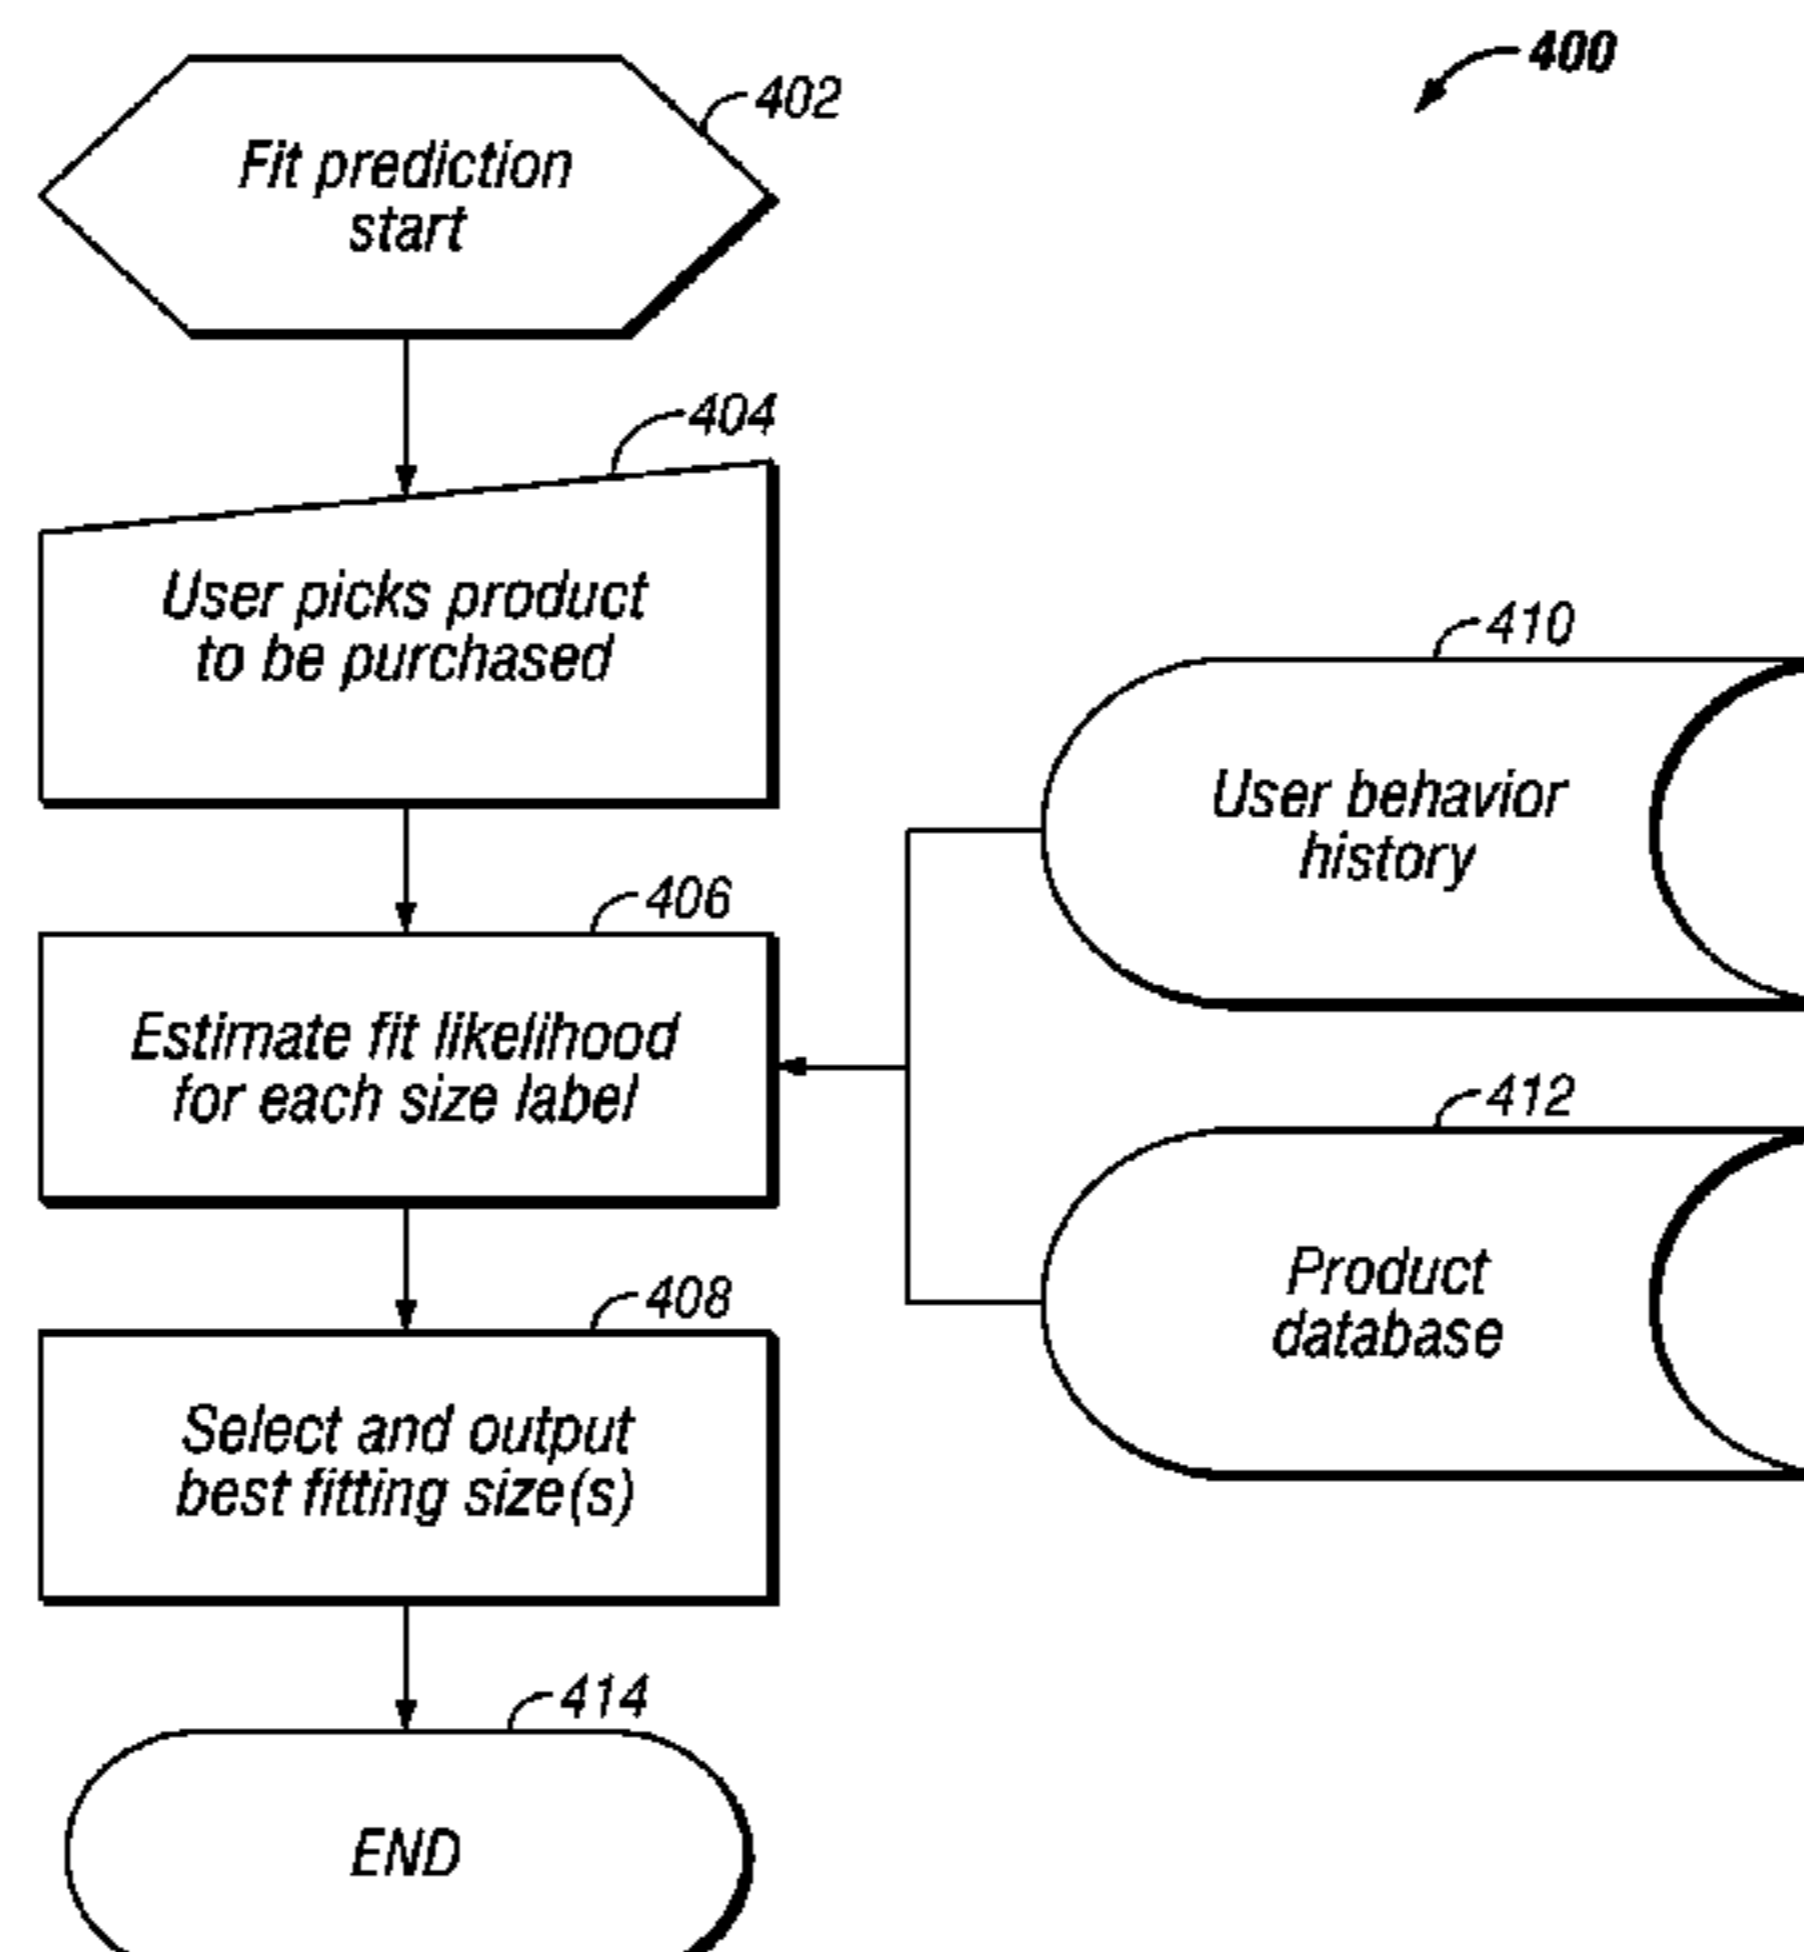 400
402
Fit prediction
start
404
User picks product
to be purchased
410
User behavior
history
406
Estimate fit likelihood
for each size label
412
Product
database
408
Select and output
best fitting size(s)
414
END